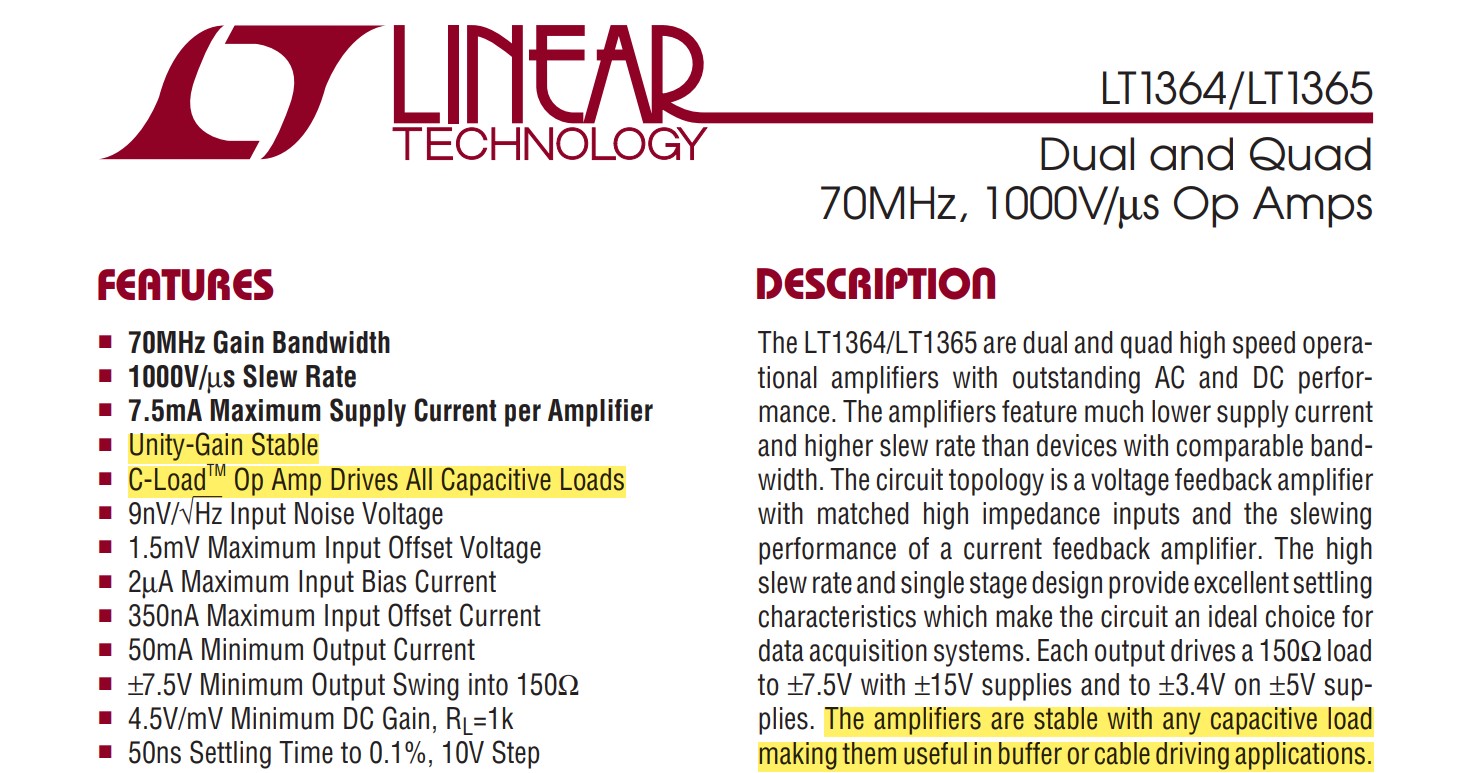 LINEAR
TECHNOLOGY
LT1364/LT1365
Dual and Quad
70MHz, 1000V/µs Op Amps
FEATURES
■ 70MHz Gain Bandwidth
■ 1000V/µs Slew Rate
■ 7.5mA Maximum Supply Current per Amplifier
■ Unity-Gain Stable
■ C-Load™ Op Amp Drives All Capacitive Loads
■ 9nV/√Hz Input Noise Voltage
■ 1.5mV Maximum Input Offset Voltage
■ 2µA Maximum Input Bias Current
■ 350nA Maximum Input Offset Current
■ 50mA Minimum Output Current
■ ±7.5V Minimum Output Swing into 150Ω
■ 4.5V/mV Minimum DC Gain, RL=1k
■ 50ns Settling Time to 0.1%, 10V Step
DESCRIPTION
The LT1364/LT1365 are dual and quad high speed opera-
tional amplifiers with outstanding AC and DC perfor-
mance. The amplifiers feature much lower supply current
and higher slew rate than devices with comparable band-
width. The circuit topology is a voltage feedback amplifier
with matched high impedance inputs and the slewing
performance of a current feedback amplifier. The high
slew rate and single stage design provide excellent settling
characteristics which make the circuit an ideal choice for
data acquisition systems. Each output drives a 150Ω load
to ±7.5V with ±15V supplies and to ±3.4V on ±5V sup-
plies. The amplifiers are stable with any capacitive load
making them useful in buffer or cable driving applications.